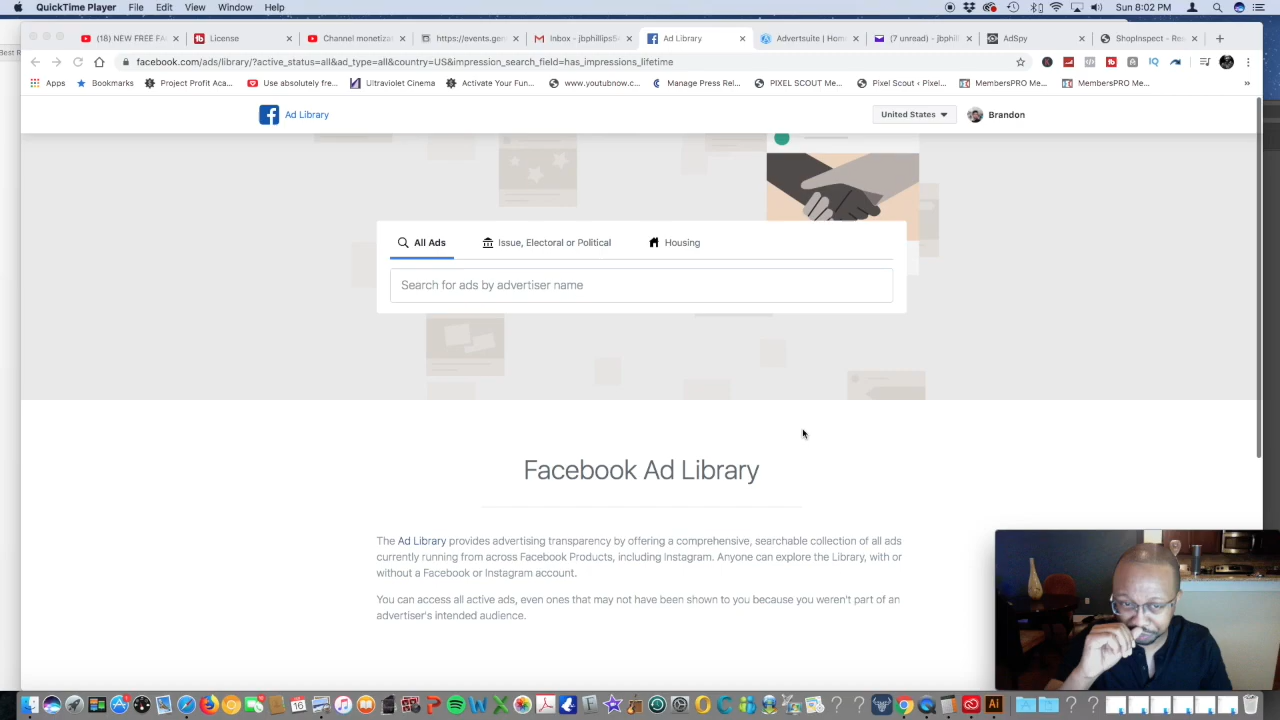 QuickTime Player File Edit View Window Help
Sun 8:02 PM
(18) NEW FREE FA
License
Channel monetizat
https://events.gen
Inbox - jbphillips54
Ad Library
Advertsuite | Hom
(7 unread) - jbphill
AdSpy
ShopInspect - Rea
facebook.com/ads/library/?active_status=all&ad_type=all&country=US&impression_search_field=has_impressions_lifetime
Apps
Bookmarks
Project Profit Aca...
Use absolutely fre...
Ultraviolet Cinema
Activate Your Fun...
www.youtubnow.c...
Manage Press Rel...
PIXEL SCOUT Me...
Pixel Scout ‹ Pixel...
MembersPRO Me...
MembersPRO Me...
Ad Library
United States
Brandon
All Ads
Issue, Electoral or Political
Housing
Search for ads by advertiser name
Facebook Ad Library
The Ad Library provides advertising transparency by offering a comprehensive, searchable collection of all ads
currently running from across Facebook Products, including Instagram. Anyone can explore the Library, with or
without a Facebook or Instagram account.
You can access all active ads, even ones that may not have been shown to you because you weren't part of an
advertiser's intended audience.